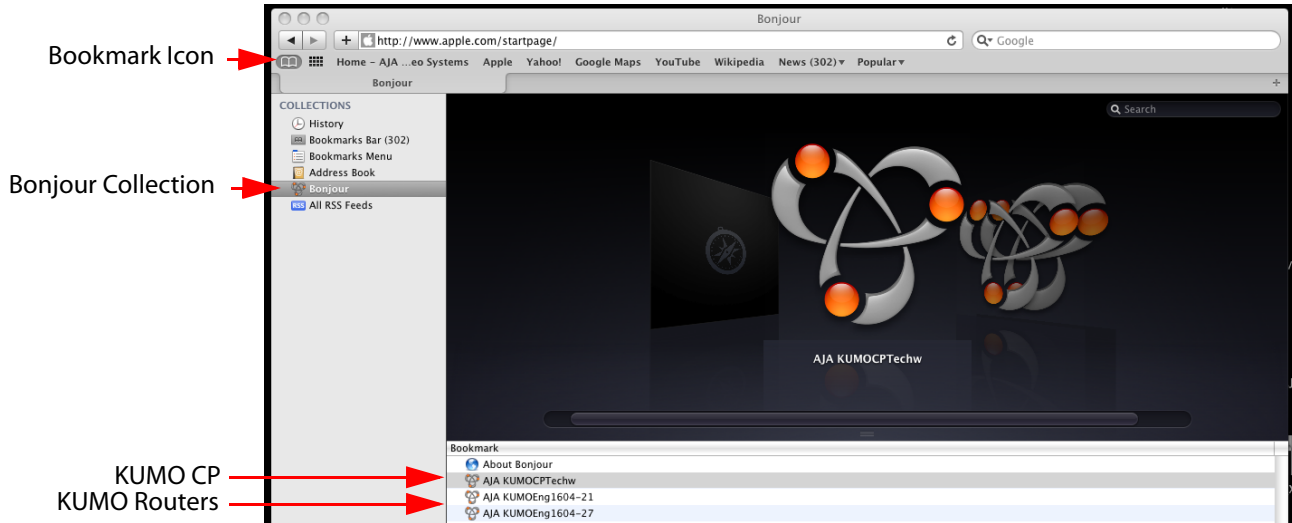 Bonjour
http://www.apple.com/startpage/
Google
Bookmark Icon
Home – AJA ...eo Systems Apple Yahoo! Google Maps YouTube Wikipedia News (302) Popular
Bonjour
COLLECTIONS
Search
History
Bookmarks Bar (302)
Bookmarks Menu
Address Book
Bonjour Collection
Bonjour
RSS All RSS Feeds
AJA KUMOCPTechw
Bookmark
About Bonjour
KUMO CP
AJA KUMOCPTechw
KUMO Routers
AJA KUMOEng1604-21
AJA KUMOEng1604-27